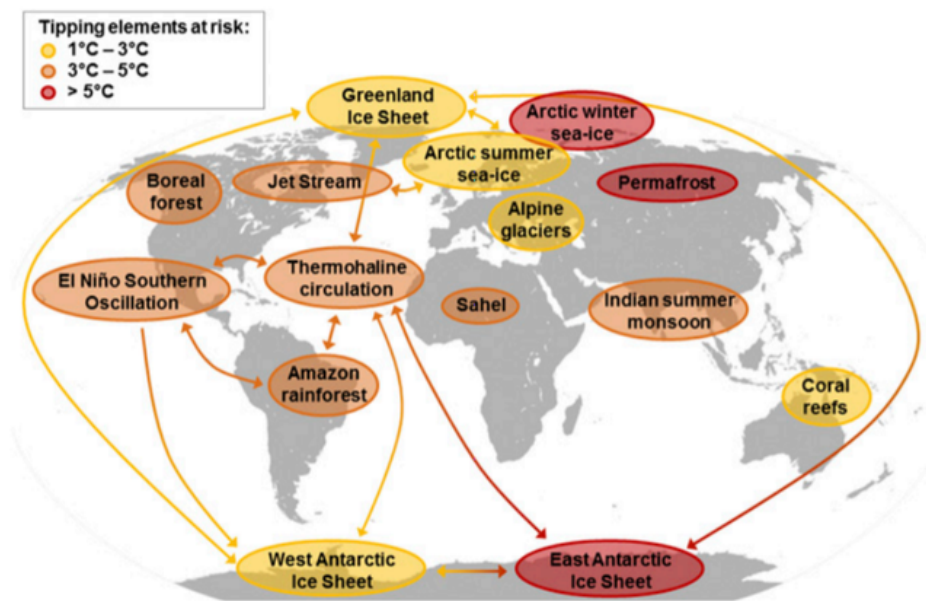 Tipping elements at risk:
1°C – 3°C
3°C – 5°C
> 5°C
Greenland
Ice Sheet
Arctic winter
sea-ice
Arctic summer
sea-ice
Boreal
forest
Jet Stream
Permafrost
Alpine
glaciers
El Niño Southern
Oscillation
Thermohaline
circulation
Sahel
Indian summer
monsoon
Amazon
rainforest
Coral
reefs
West Antarctic
Ice Sheet
East Antarctic
Ice Sheet